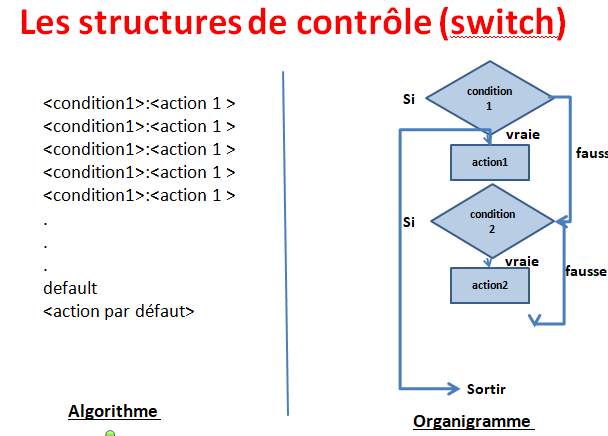 Les structures de contrôle (switch)
<condition1>:<action 1 >
<condition1>:<action 1 >
<condition1>:<action 1 >
<condition1>:<action 1 >
<condition1>:<action 1 >
.
.
.
default
<action par défaut>
Algorithme
Si
condition
1
vraie
fausse
action1
Si
condition
2
vraie
fausse
action2
Sortir
Organigramme